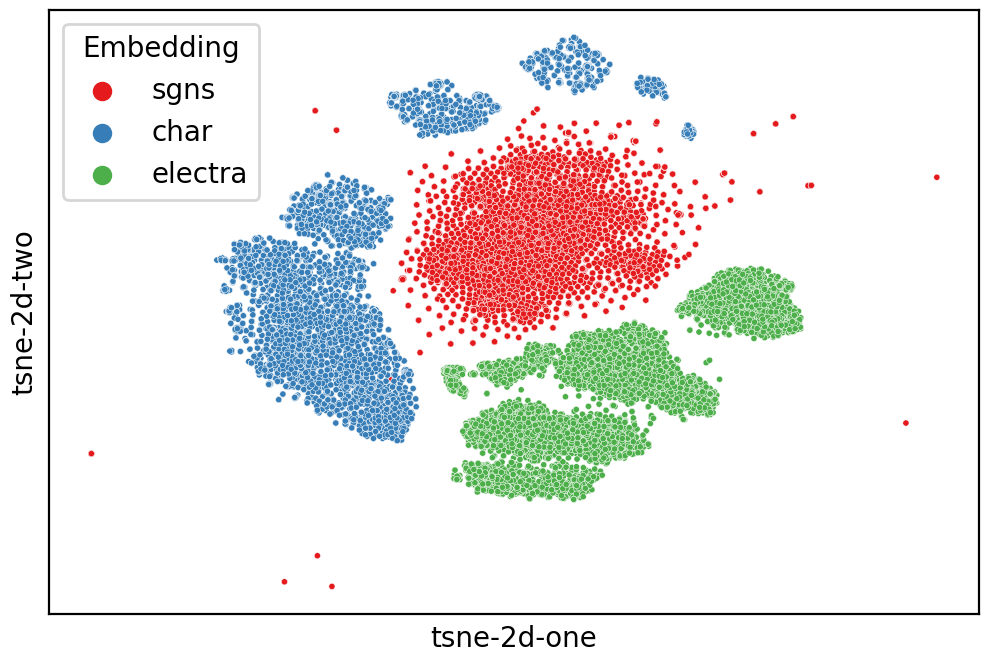 Embedding
sgns
char
electra
tsne-2d-two
tsne-2d-one